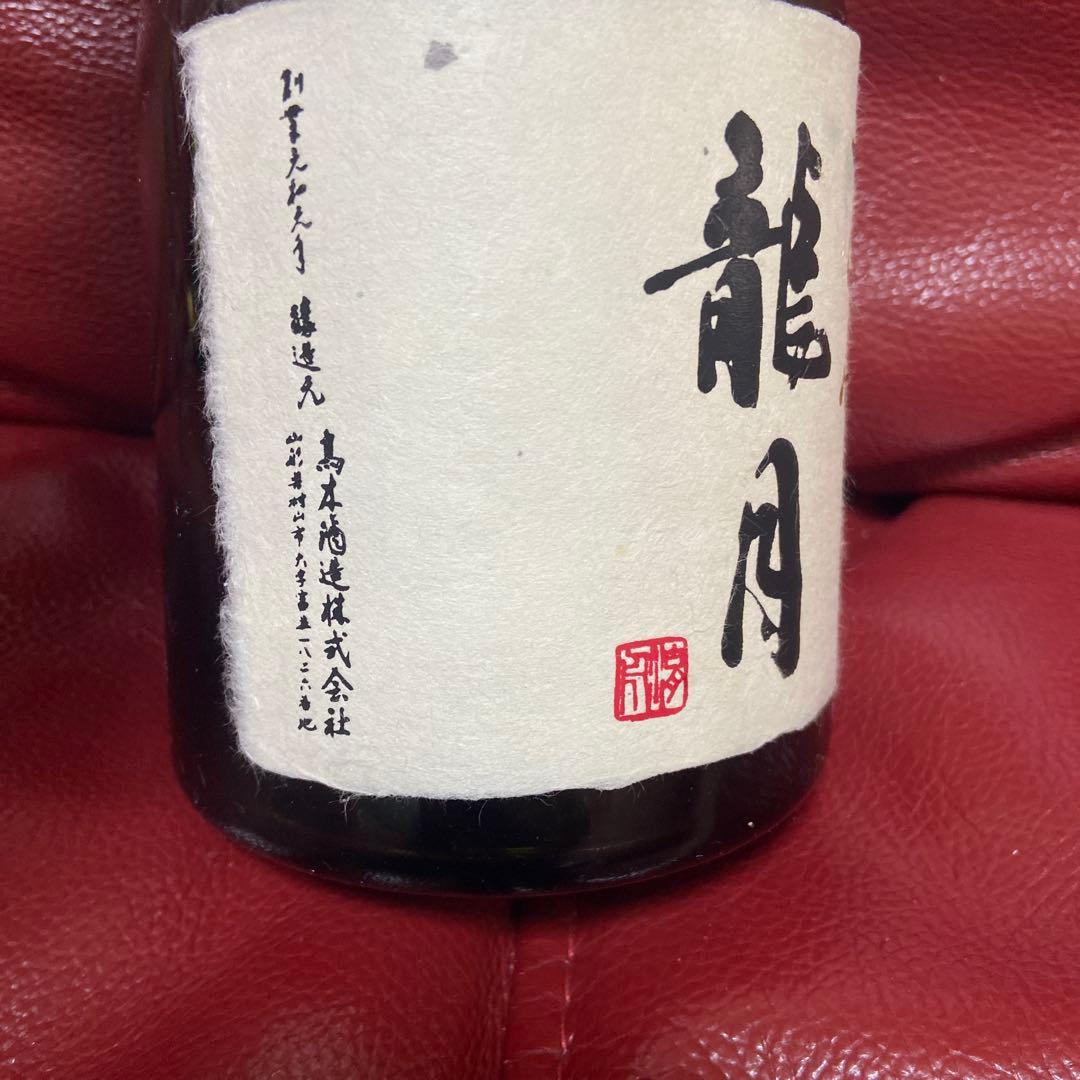 龍月
創業元和元年 醸造元
高木酒造株式会社
山形県村山市大字富並一八二六番地